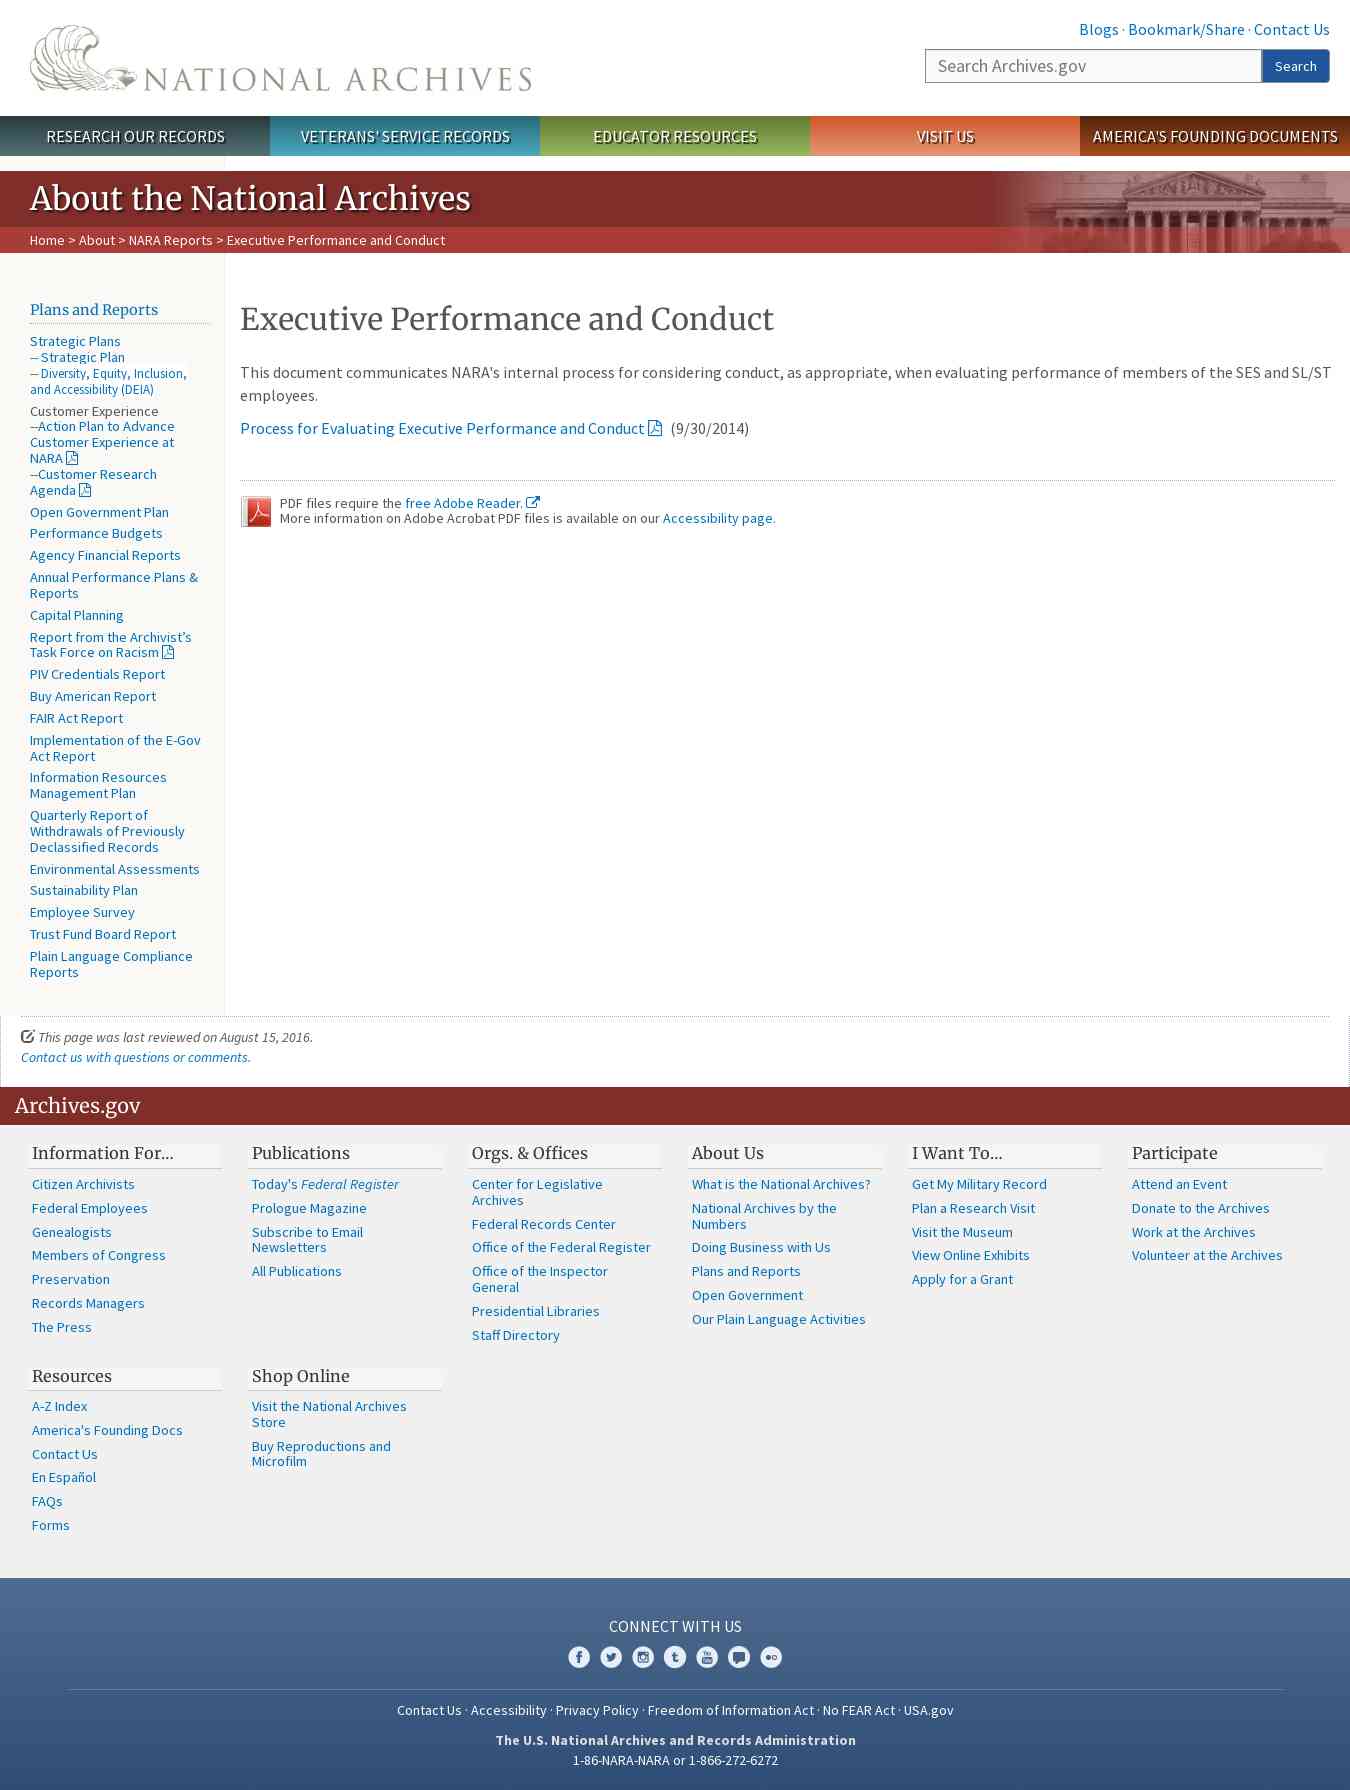 Blogs · Bookmark/Share · Contact Us
NATIONAL ARCHIVES
Search Archives.gov
Search
RESEARCH OUR RECORDS
VETERANS' SERVICE RECORDS
EDUCATOR RESOURCES
VISIT US
AMERICA'S FOUNDING DOCUMENTS
About the National Archives
Home > About > NARA Reports > Executive Performance and Conduct
Plans and Reports
Strategic Plans
-- Strategic Plan
-- Diversity, Equity, Inclusion,
and Accessibility (DEIA)
Customer Experience
--Action Plan to Advance
Customer Experience at
NARA
--Customer Research
Agenda
Open Government Plan
Performance Budgets
Agency Financial Reports
Annual Performance Plans &
Reports
Capital Planning
Report from the Archivist's
Task Force on Racism
PIV Credentials Report
Buy American Report
FAIR Act Report
Implementation of the E-Gov
Act Report
Information Resources
Management Plan
Quarterly Report of
Withdrawals of Previously
Declassified Records
Environmental Assessments
Sustainability Plan
Employee Survey
Trust Fund Board Report
Plain Language Compliance
Reports
Executive Performance and Conduct
This document communicates NARA's internal process for considering conduct, as appropriate, when evaluating performance of members of the SES and SL/ST
employees.
Process for Evaluating Executive Performance and Conduct (9/30/2014)
PDF files require the free Adobe Reader.
More information on Adobe Acrobat PDF files is available on our Accessibility page.
This page was last reviewed on August 15, 2016.
Contact us with questions or comments.
Archives.gov
Information For…
Citizen Archivists
Federal Employees
Genealogists
Members of Congress
Preservation
Records Managers
The Press
Publications
Today's Federal Register
Prologue Magazine
Subscribe to Email
Newsletters
All Publications
Orgs. & Offices
Center for Legislative
Archives
Federal Records Center
Office of the Federal Register
Office of the Inspector
General
Presidential Libraries
Staff Directory
About Us
What is the National Archives?
National Archives by the
Numbers
Doing Business with Us
Plans and Reports
Open Government
Our Plain Language Activities
I Want To…
Get My Military Record
Plan a Research Visit
Visit the Museum
View Online Exhibits
Apply for a Grant
Participate
Attend an Event
Donate to the Archives
Work at the Archives
Volunteer at the Archives
Resources
A-Z Index
America's Founding Docs
Contact Us
En Español
FAQs
Forms
Shop Online
Visit the National Archives
Store
Buy Reproductions and
Microfilm
CONNECT WITH US
Contact Us · Accessibility · Privacy Policy · Freedom of Information Act · No FEAR Act · USA.gov
The U.S. National Archives and Records Administration
1-86-NARA-NARA or 1-866-272-6272